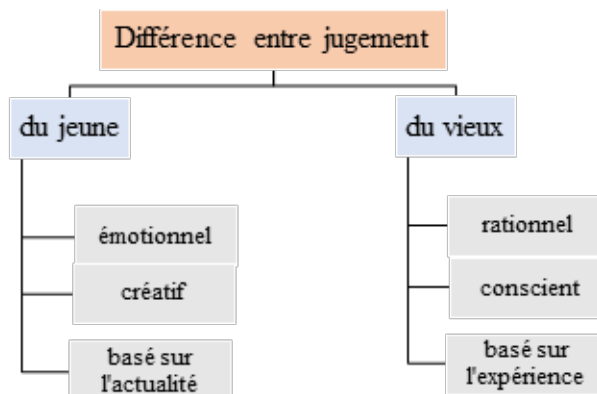 Différence entre jugement
du jeune
du vieux
émotionnel
créatif
basé sur
l'actualité
rationnel
conscient
basé sur
l'expérience